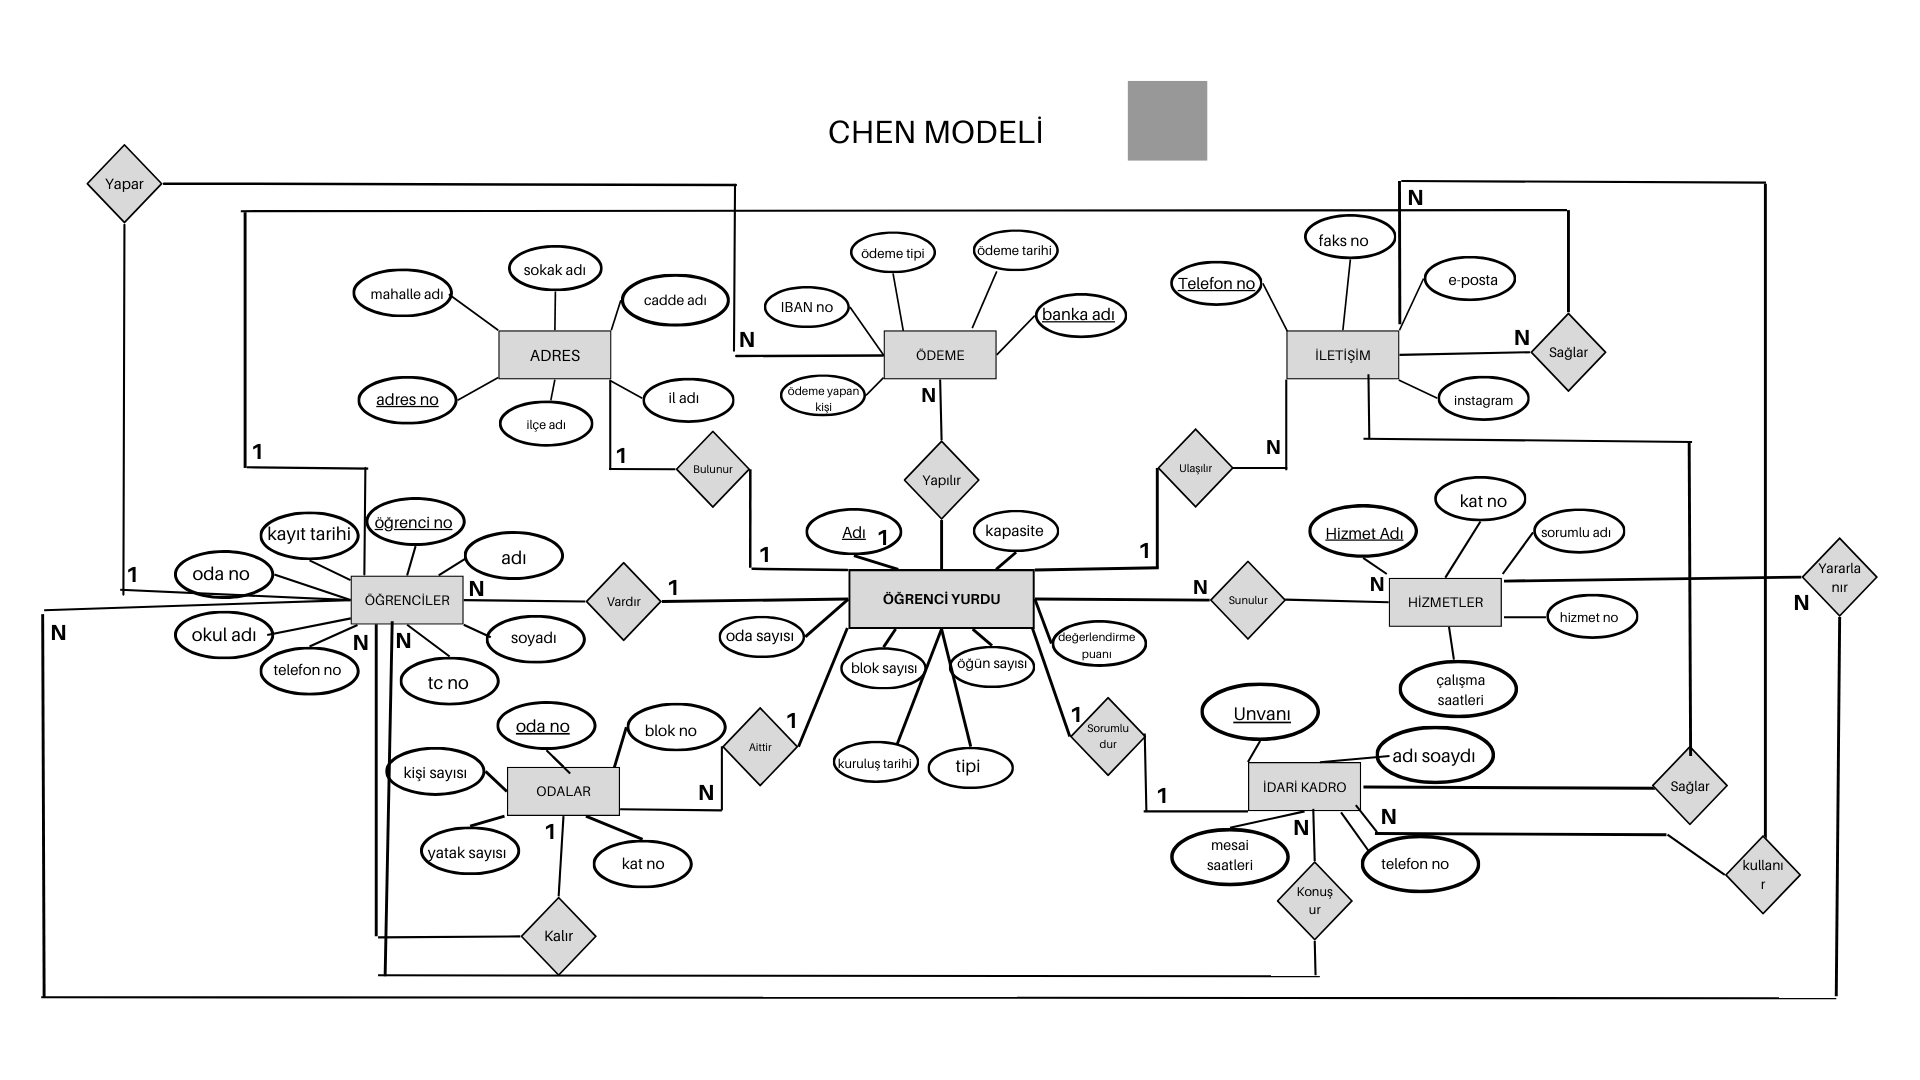 CHEN MODELİ
Yapar
N
faks no
sokak adı
ödeme tipi
ödeme tarihi
mahalle adı
cadde adı
Telefon no
e-posta
IBAN no
banka adı
N
N
ADRES
ÖDEME
İLETİŞİM
Sağlar
adres no
ilçe adı
il adı
ödeme yapan
kişi
N
instagram
1
1
Bulunur
Yapılır
Ulaşılır
N
kat no
kayıt tarihi
öğrenci no
adı
Adı
1
kapasite
Hizmet Adı
sorumlu adı
1
1
oda no
1
N
1
N
N
Yararla
nır
ÖĞRENCİLER
Vardır
ÖĞRENCİ YURDU
Sunulur
HİZMETLER
N
N
okul adı
N
N
soyadı
oda sayısı
değerlendirme
puanı
hizmet no
telefon no
tc no
blok sayısı
öğün sayısı
çalışma
saatleri
oda no
blok no
1
1
Sorumlu
dur
Unvanı
Aittir
kişi sayısı
kuruluş tarihi
tipi
adı soaydı
ODALAR
N
1
İDARİ KADRO
Sağlar
yatak sayısı
1
kat no
N
N
mesai
saatleri
telefon no
kullanı
r
Konuş
ur
Kalır